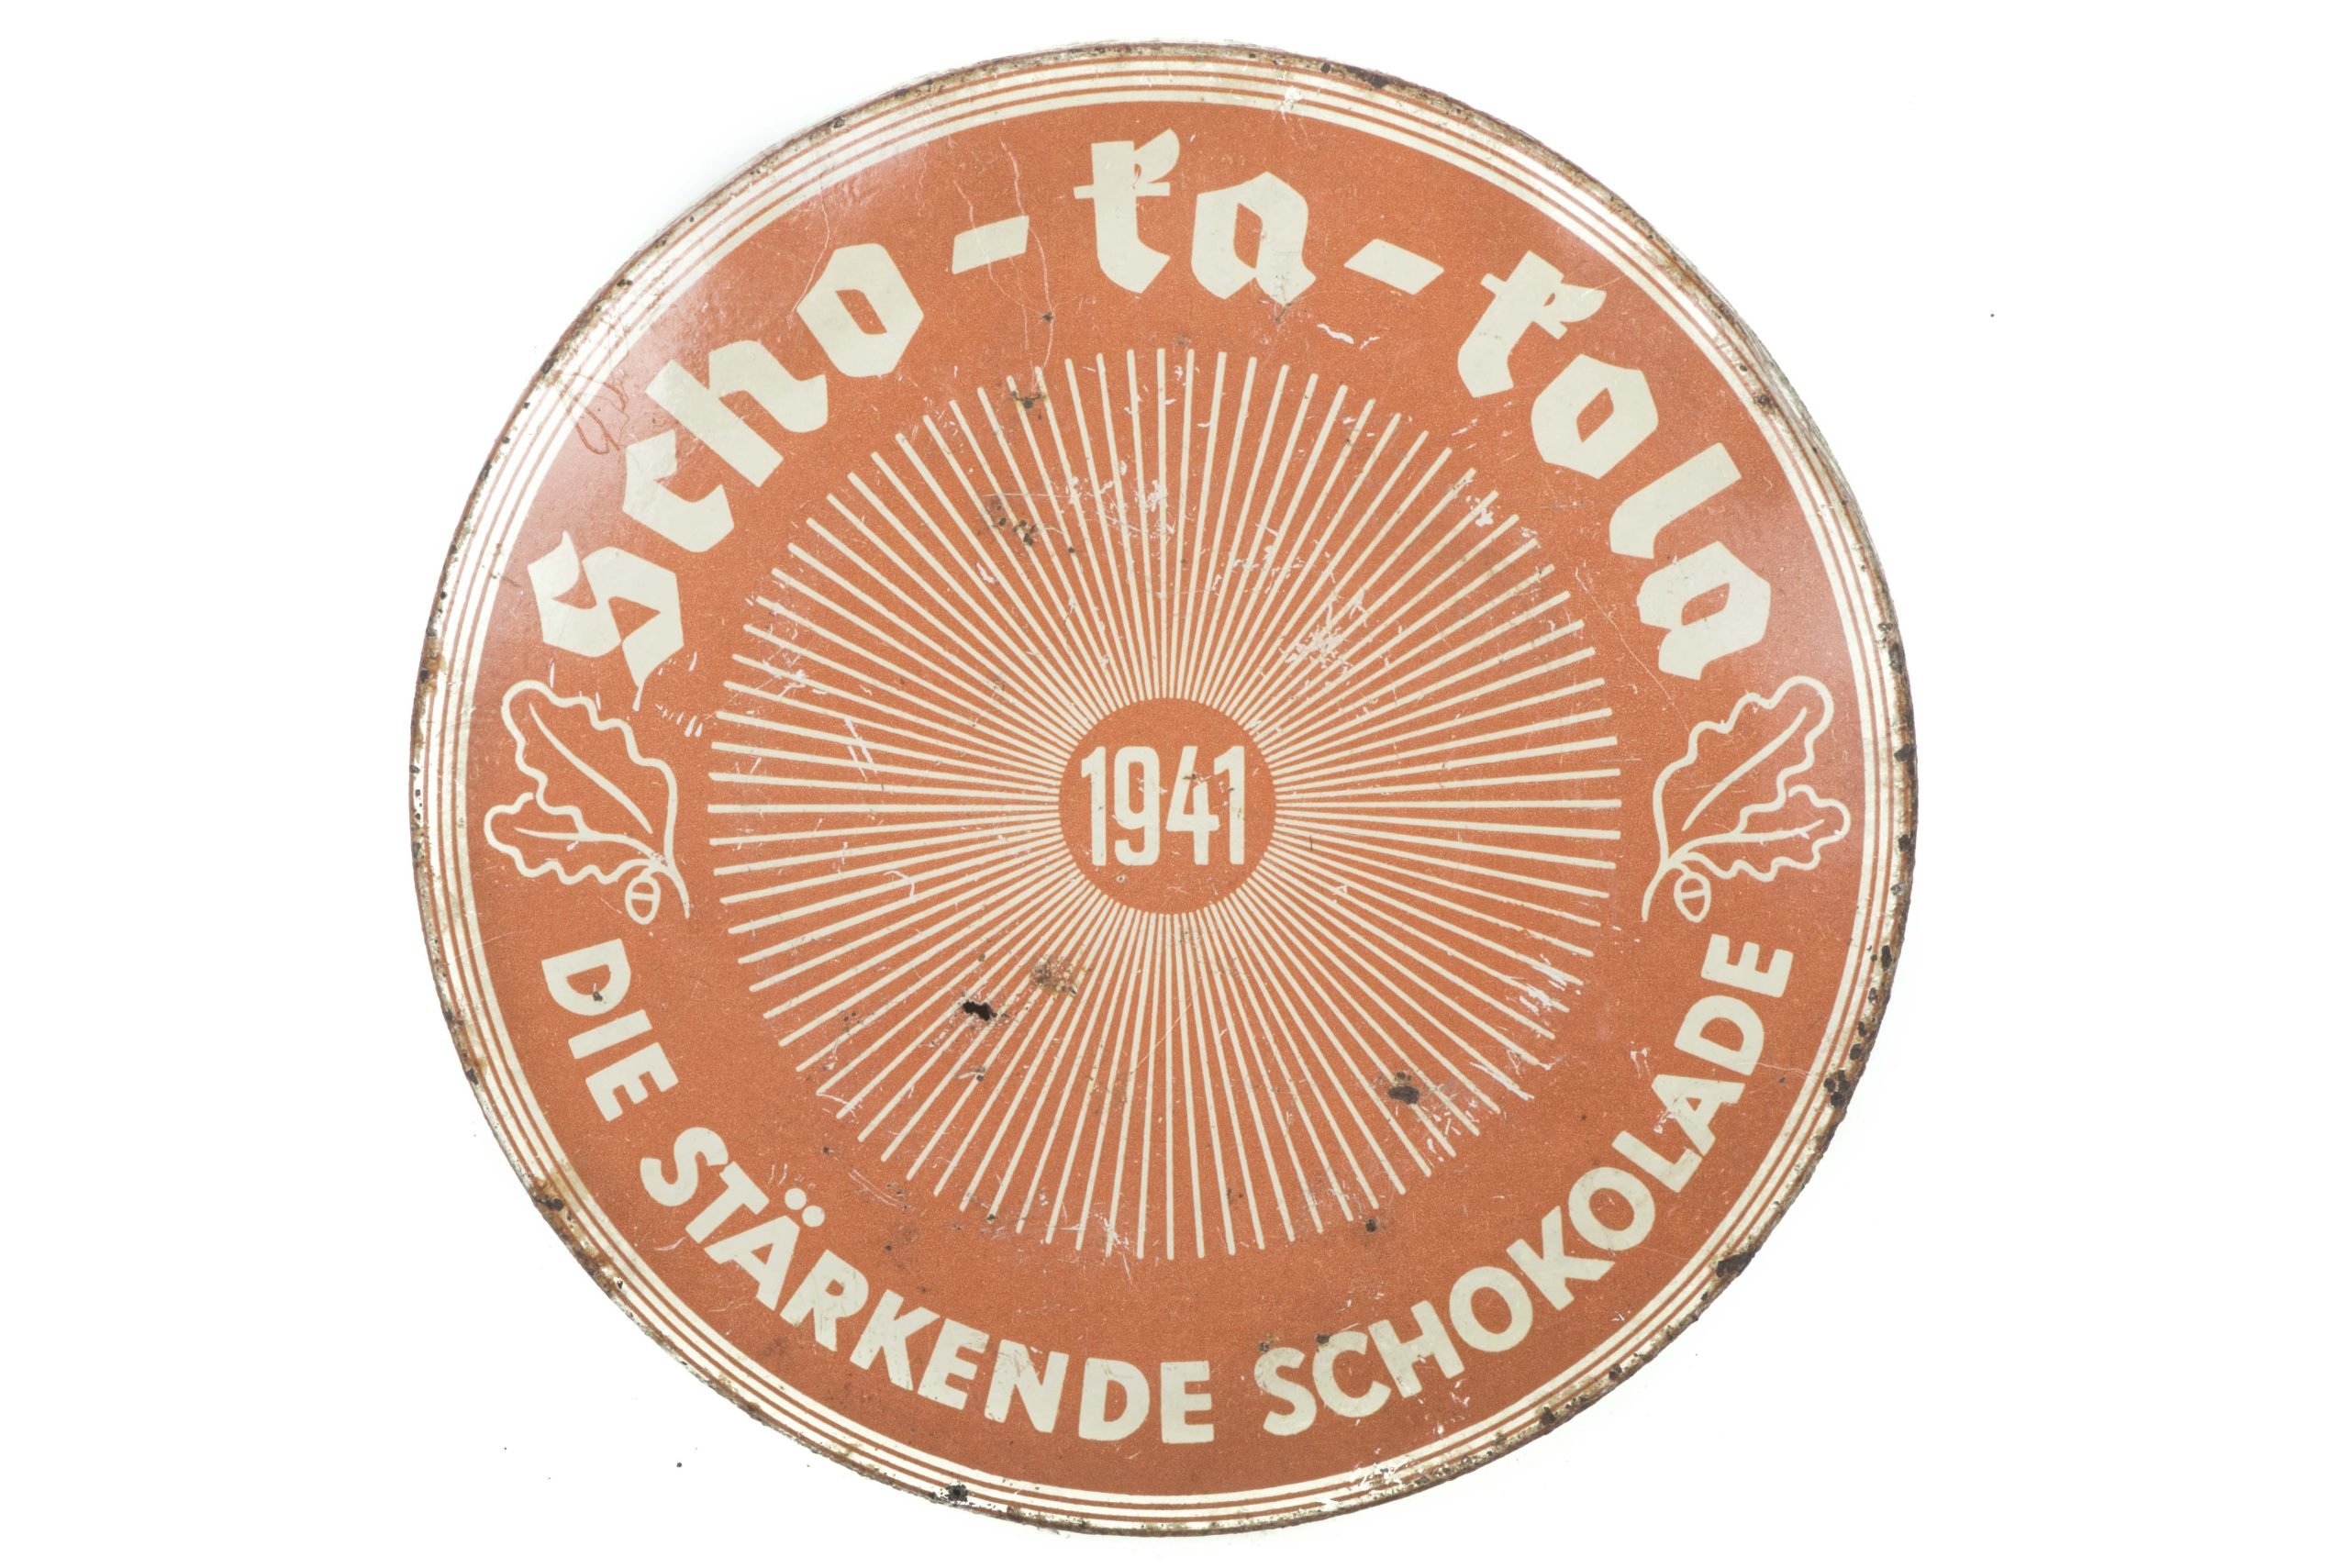 Scho-ka-kola
1941
DIE STÄRKENDE SCHOKOLADE